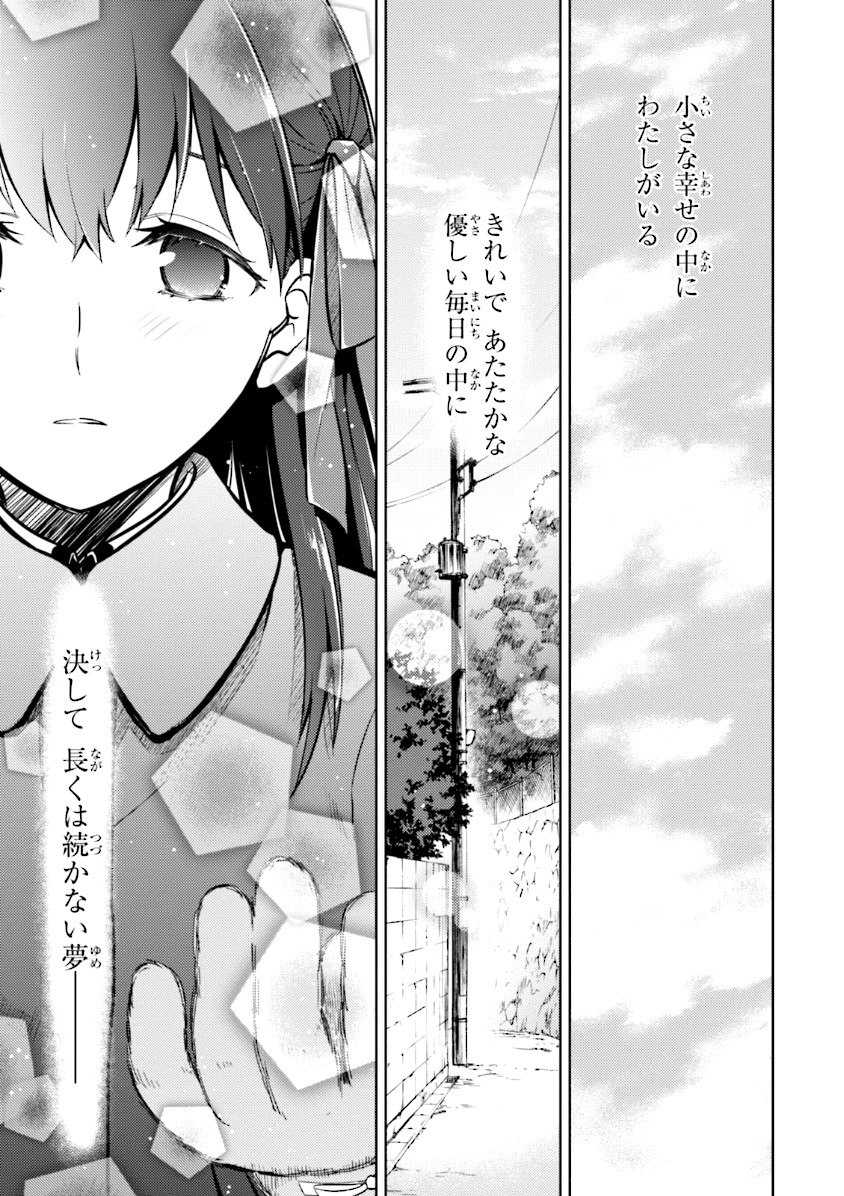 小さな幸せの中に
わたしがいる
きれいで あたたかな
優しい毎日の中に
決して 長くは続かない夢――